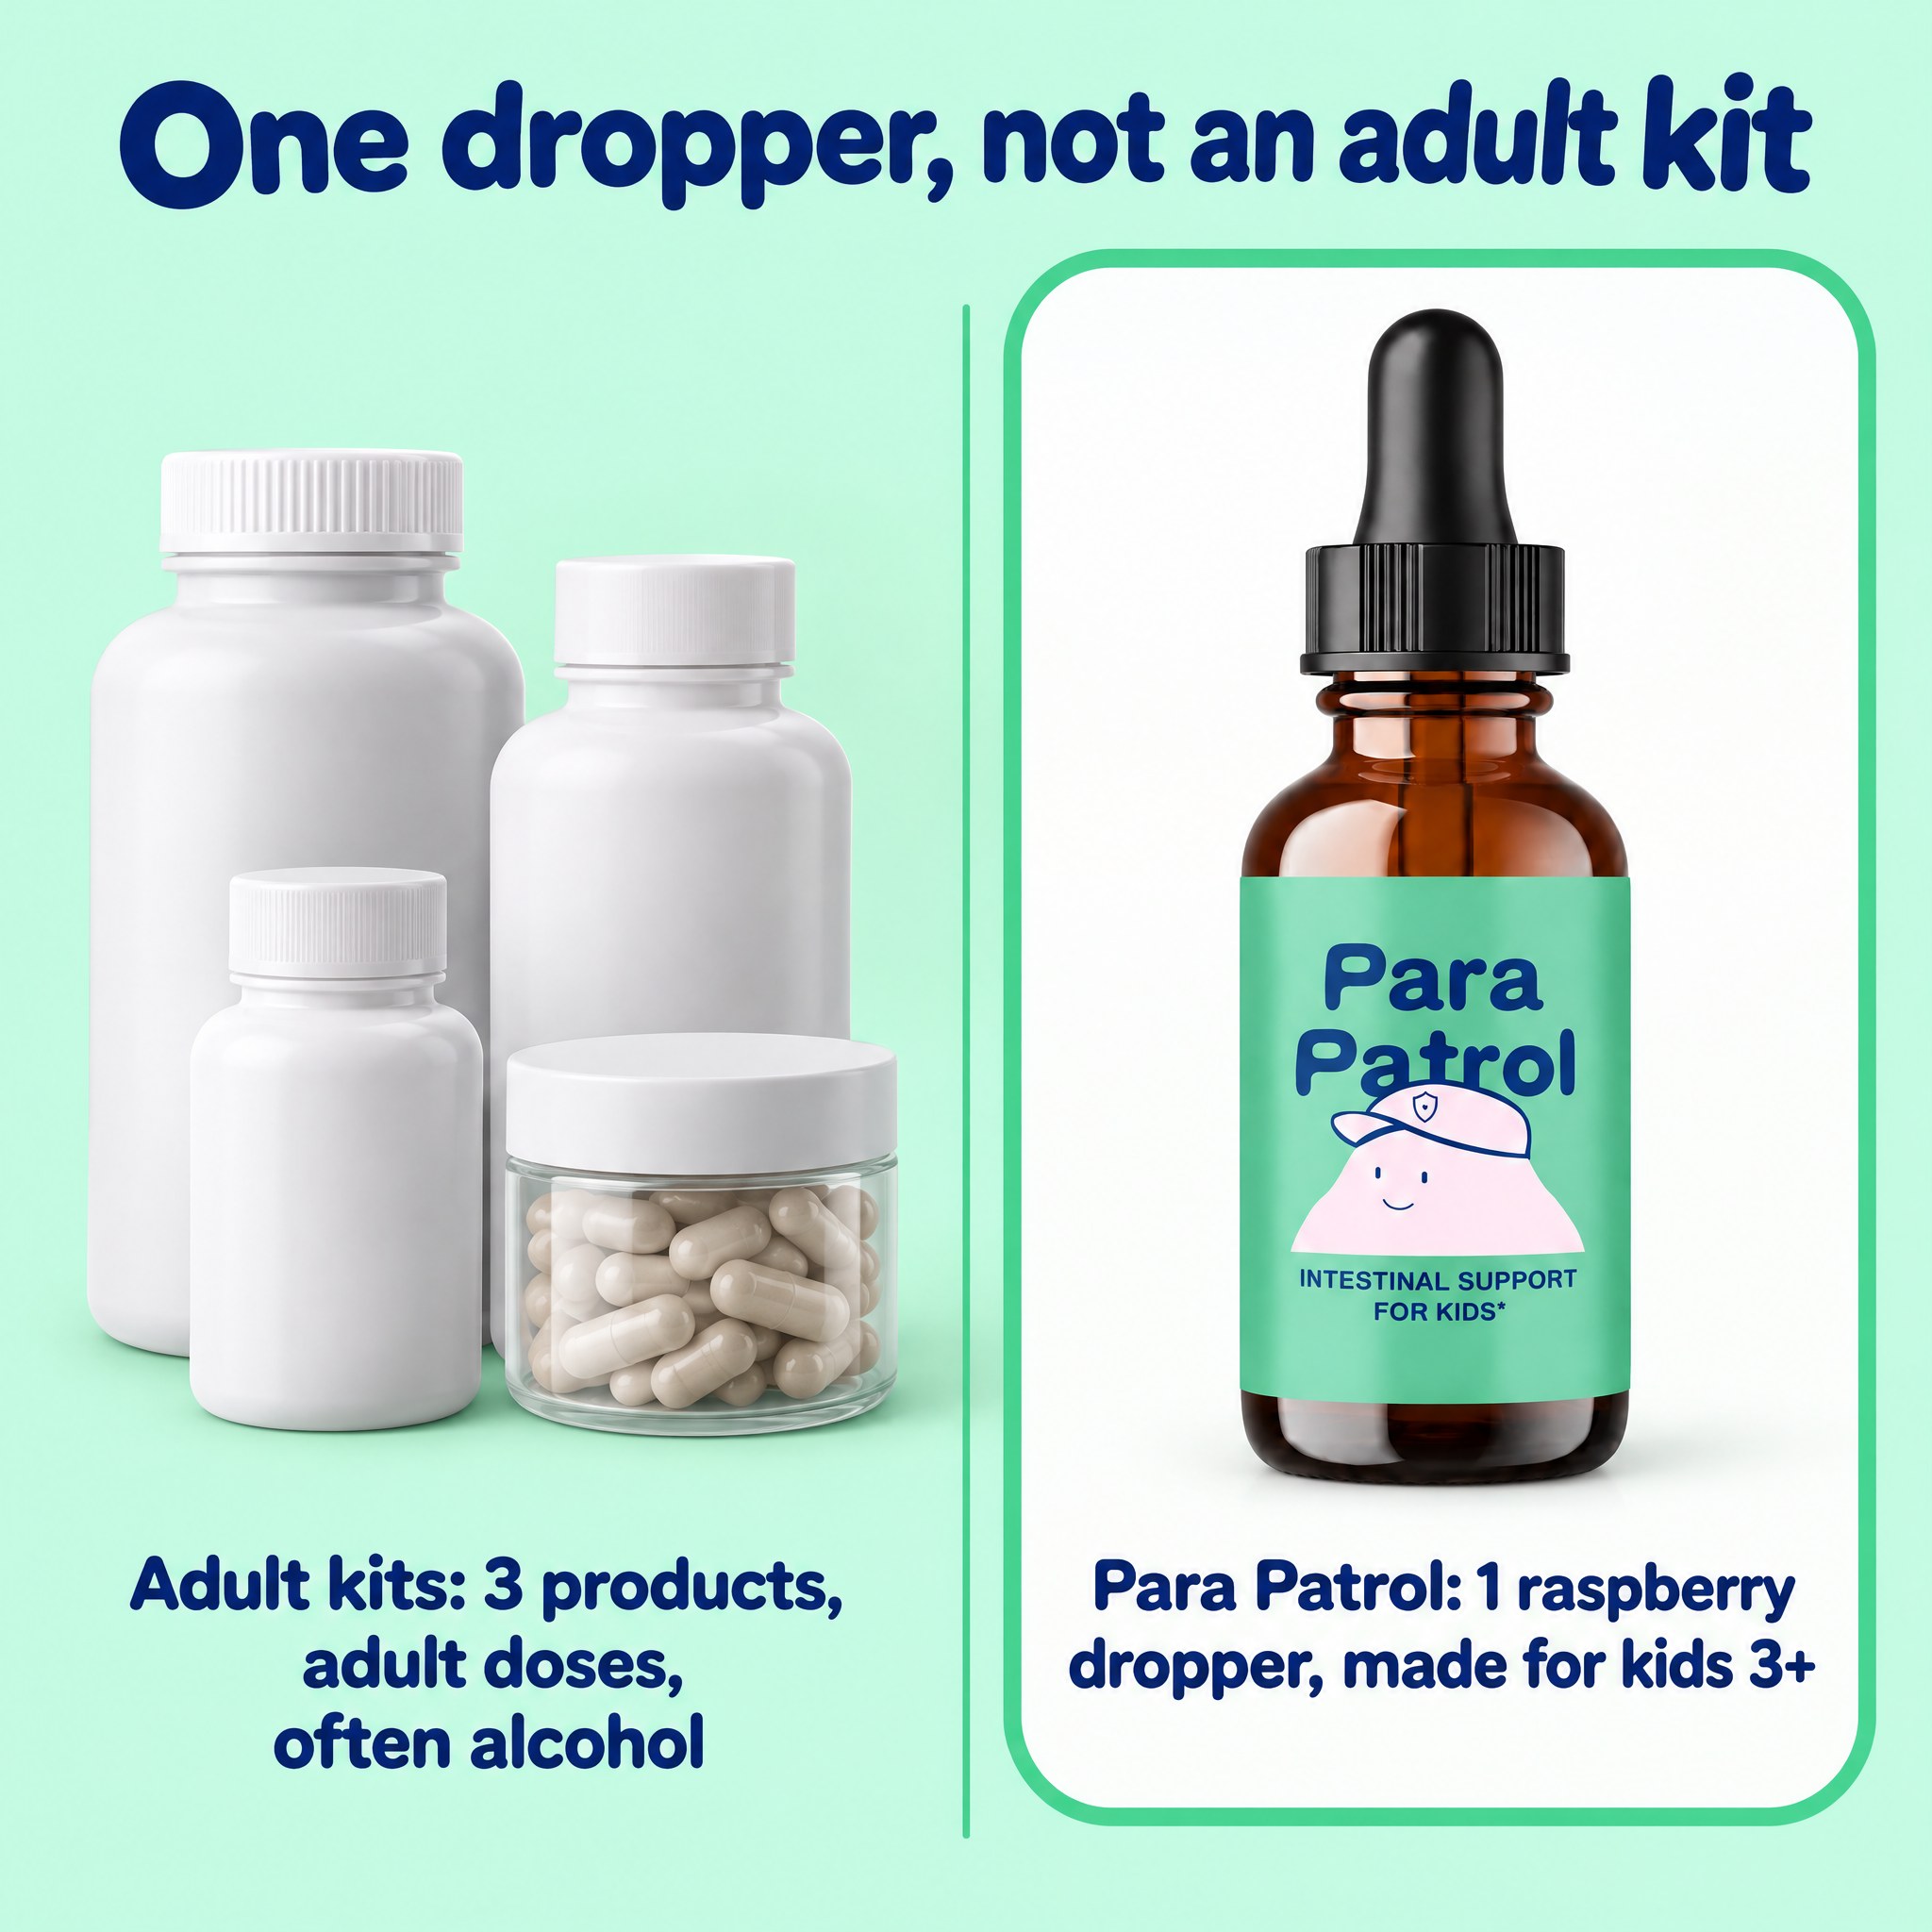 One dropper, not an adult kit
Para
Patrol
INTESTINAL SUPPORT
FOR KIDS*
Adult kits: 3 products,
adult doses,
often alcohol
Para Patrol: 1 raspberry
dropper, made for kids 3+